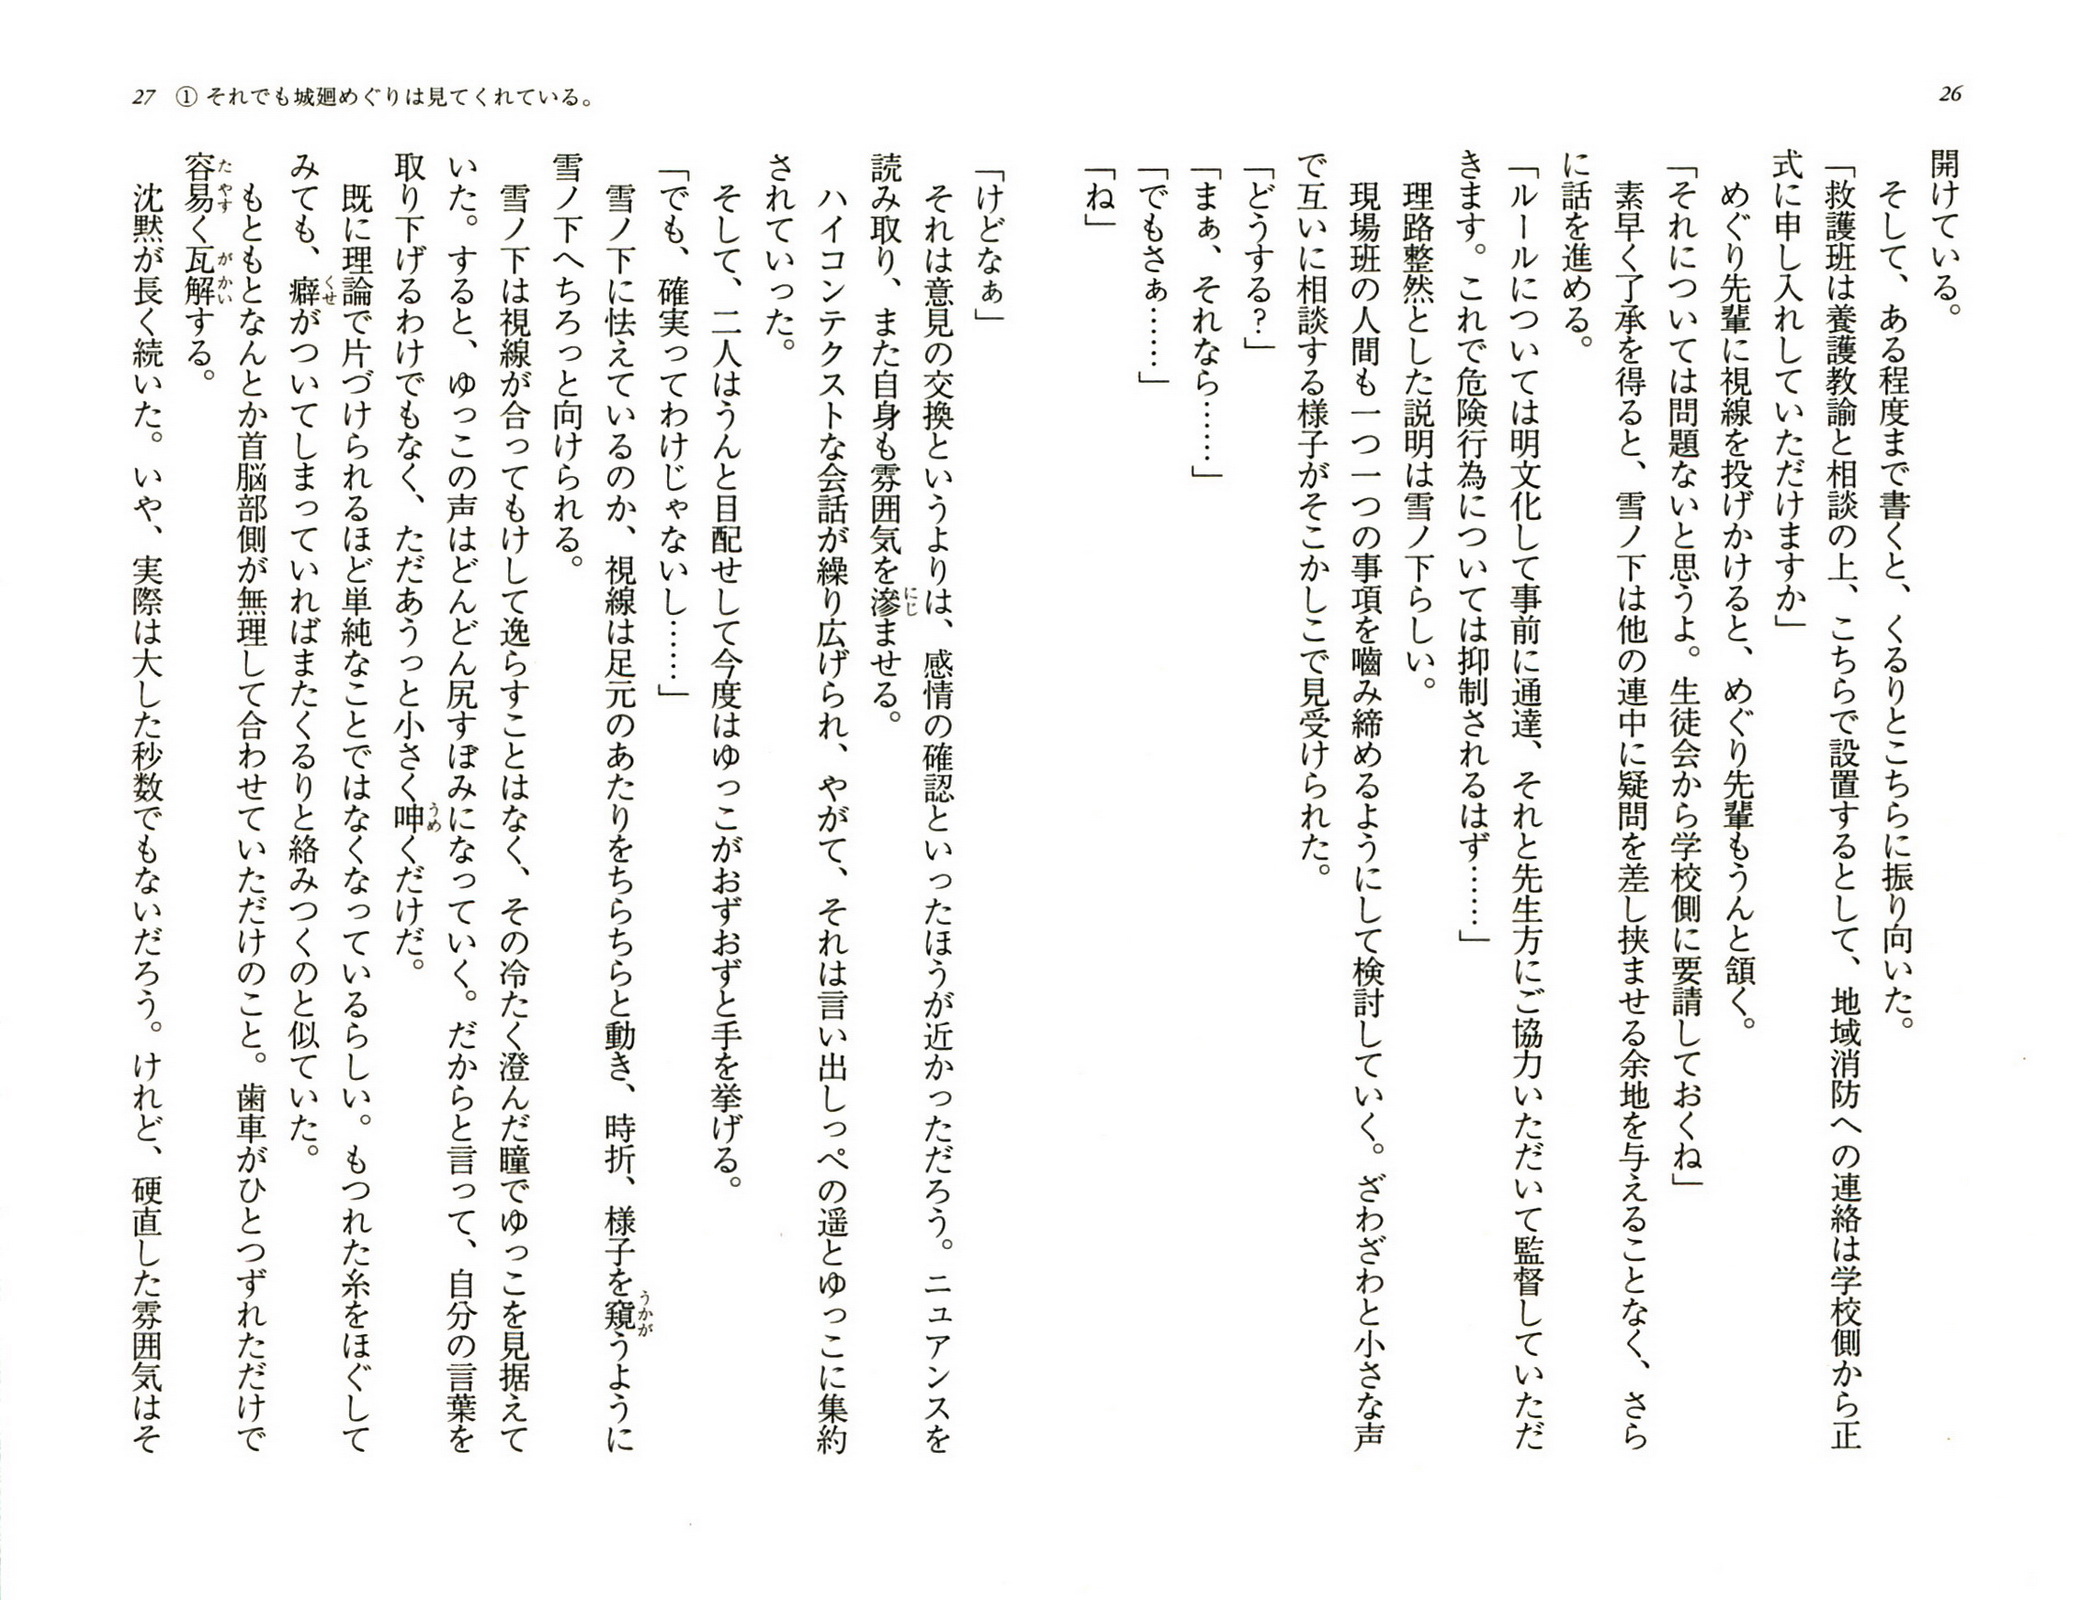 26
開けている。
　そして、ある程度まで書くと、くるりとこちらに振り向いた。
「救護班は養護教諭と相談の上、こちらで設置するとして、地域消防への連絡は学校側から正
式に申し入れしていただけますか」
　めぐり先輩に視線を投げかけると、めぐり先輩もうんと頷く。
「それについては問題ないと思うよ。生徒会から学校側に要請しておくね」
　素早く了承を得ると、雪ノ下は他の連中に疑問を差し挟ませる余地を与えることなく、さら
に話を進める。
「ルールについては明文化して事前に通達、それと先生方にご協力いただいて監督していただ
きます。これで危険行為については抑制されるはず……」
　理路整然とした説明は雪ノ下らしい。
　現場班の人間も一つ一つの事項を嚙み締めるようにして検討していく。ざわざわと小さな声
で互いに相談する様子がそこかしこで見受けられた。
「どうする？」
「まぁ、それなら……」
「でもさぁ……」
「ね」
27　①それでも城廻めぐりは見てくれている。
「けどなぁ」
　それは意見の交換というよりは、感情の確認といったほうが近かっただろう。ニュアンスを
読み取り、また自身も雰囲気を滲ませる。
にじ
　ハイコンテクストな会話が繰り広げられ、やがて、それは言い出しっぺの遥とゆっこに集約
されていった。
　そして、二人はうんと目配せして今度はゆっこがおずおずと手を挙げる。
「でも、確実ってわけじゃないし……」
　雪ノ下に怯えているのか、視線は足元のあたりをちらちらと動き、時折、様子を窺うように
うかが
雪ノ下へちろっと向けられる。
　雪ノ下は視線が合ってもけして逸らすことはなく、その冷たく澄んだ瞳でゆっこを見据えて
いた。すると、ゆっこの声はどんどん尻すぼみになっていく。だからと言って、自分の言葉を
取り下げるわけでもなく、ただあうっと小さく呻くだけだ。
うめ
　既に理論で片づけられるほど単純なことではなくなっているらしい。もつれた糸をほぐして
みても、癖がついてしまっていればまたくるりと絡みつくのと似ていた。
くせ
　もともとなんとか首脳部側が無理して合わせていただけのこと。歯車がひとつずれただけで
容易く瓦解する。
たやす　がかい
　沈黙が長く続いた。いや、実際は大した秒数でもないだろう。けれど、硬直した雰囲気はそ